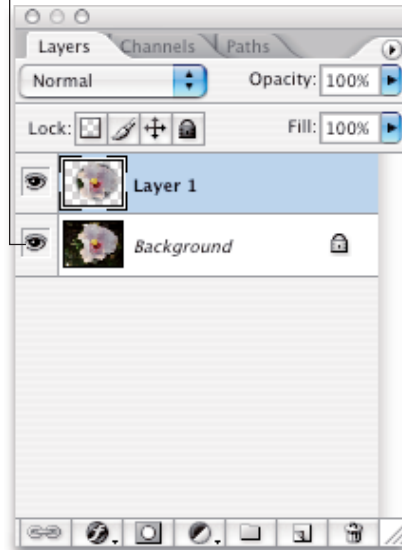 Layers Channels Paths
Normal Opacity: 100%
Lock: Fill: 100%
Layer 1
Background